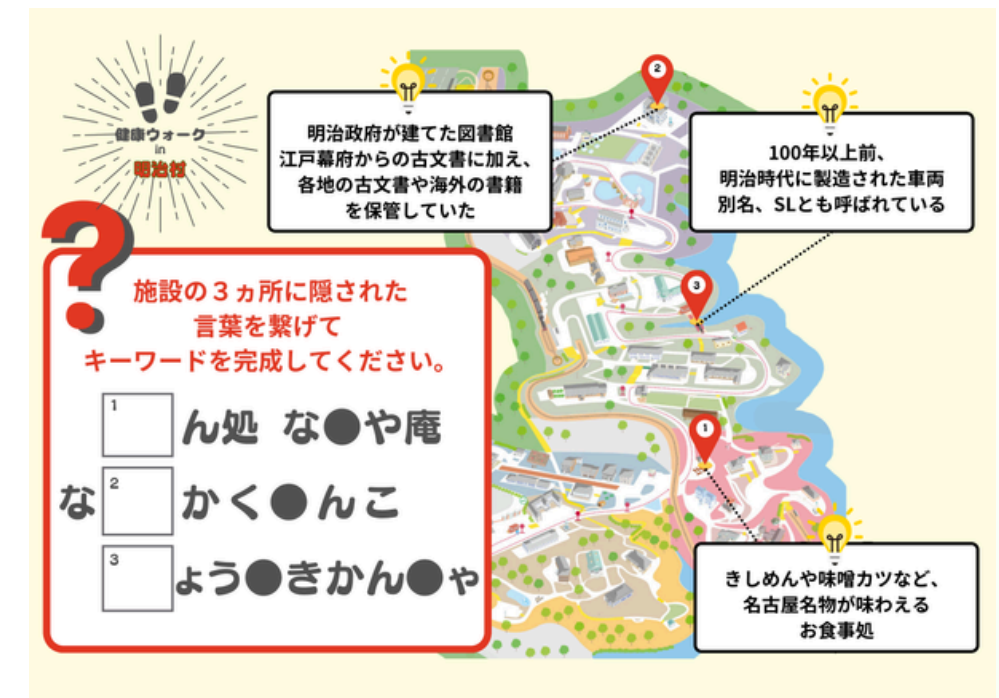 健康ウォーク
in
明治村
2
明治政府が建てた図書館
江戸幕府からの古文書に加え、
各地の古文書や海外の書籍
を保管していた
100年以上前、
明治時代に製造された車両
別名、SLとも呼ばれている
?
施設の3ヵ所に隠された
言葉を繋げて
キーワードを完成してください。
1 ん処 な●や庵
な 2 かく●んこ
3 ょう●きかん●ゃ
3
1
きしめんや味噌カツなど、
名古屋名物が味わえる
お食事処